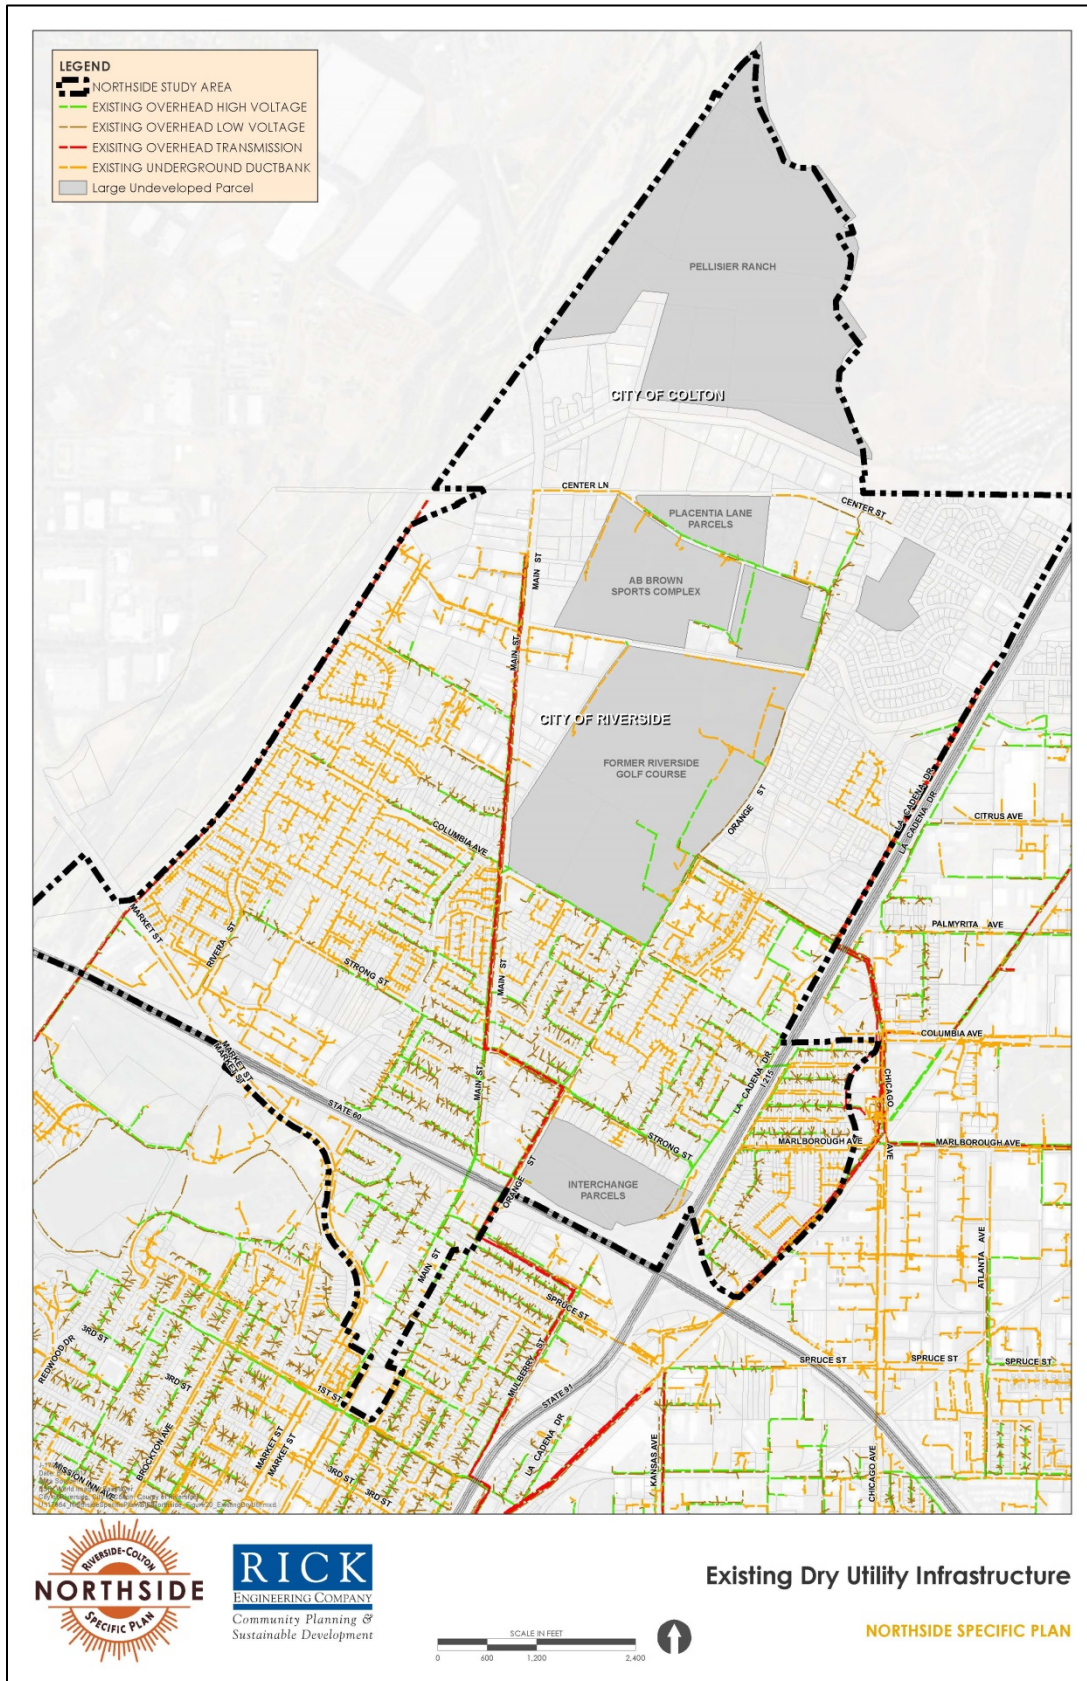 LEGEND
NORTHSIDE STUDY AREA
EXISTING OVERHEAD HIGH VOLTAGE
EXISTING OVERHEAD LOW VOLTAGE
EXISITING OVERHEAD TRANSMISSION
EXISTING UNDERGROUND DUCTBANK
Large Undeveloped Parcel
PELLISIER RANCH
CITY OF COLTON
CENTER LN
CENTER ST
PLACENTIA LANE
PARCELS
MAIN ST
AB BROWN
SPORTS COMPLEX
MAIN ST
CITY OF RIVERSIDE
FORMER RIVERSIDE
GOLF COURSE
ORANGE ST
LA CADENA DR
LA CADENA DR
CITRUS AVE
COLUMBIA AVE
PALMYRITA AVE
MARKET ST
RIVERA ST
STRONG ST
MAIN ST
COLUMBIA AVE
MARKET ST
MARKET ST
MAIN ST
LA CADENA DR
I 215
CHICAGO AVE
STATE 60
STRONG ST
MARLBOROUGH AVE
MARLBOROUGH AVE
INTERCHANGE
PARCELS
ORANGE ST
MAIN ST
ATLANTA AVE
SPRUCE ST
3RD ST
REDWOOD DR
MULBERRY ST
SPRUCE ST
SPRUCE ST
SPRUCE ST
3RD ST
1ST ST
STATE 91
BROCKTON AVE
MARKET ST
MARKET ST
LA CADENA DR
KANSAS AVE
CHICAGO AVE
MISSION INN AVE
3RD ST
3RD ST
RIVERSIDE-COLTON
NORTHSIDE
SPECIFIC PLAN
RICK
ENGINEERING COMPANY
Community Planning &
Sustainable Development
SCALE IN FEET
0 600 1,200 2,400
Existing Dry Utility Infrastructure
NORTHSIDE SPECIFIC PLAN